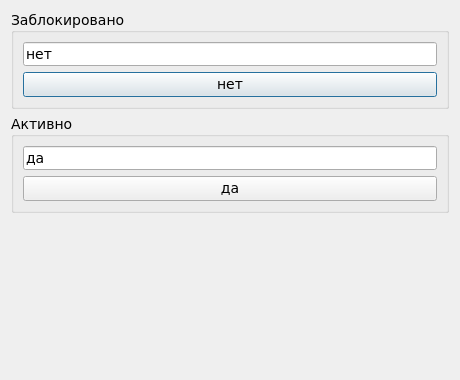 Заблокировано
нет
нет
Активно
да
да